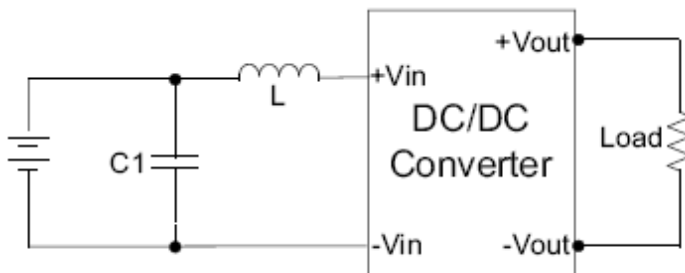 +Vout
+Vin
L
DC/DC
Converter
Load
C1
-Vin
-Vout